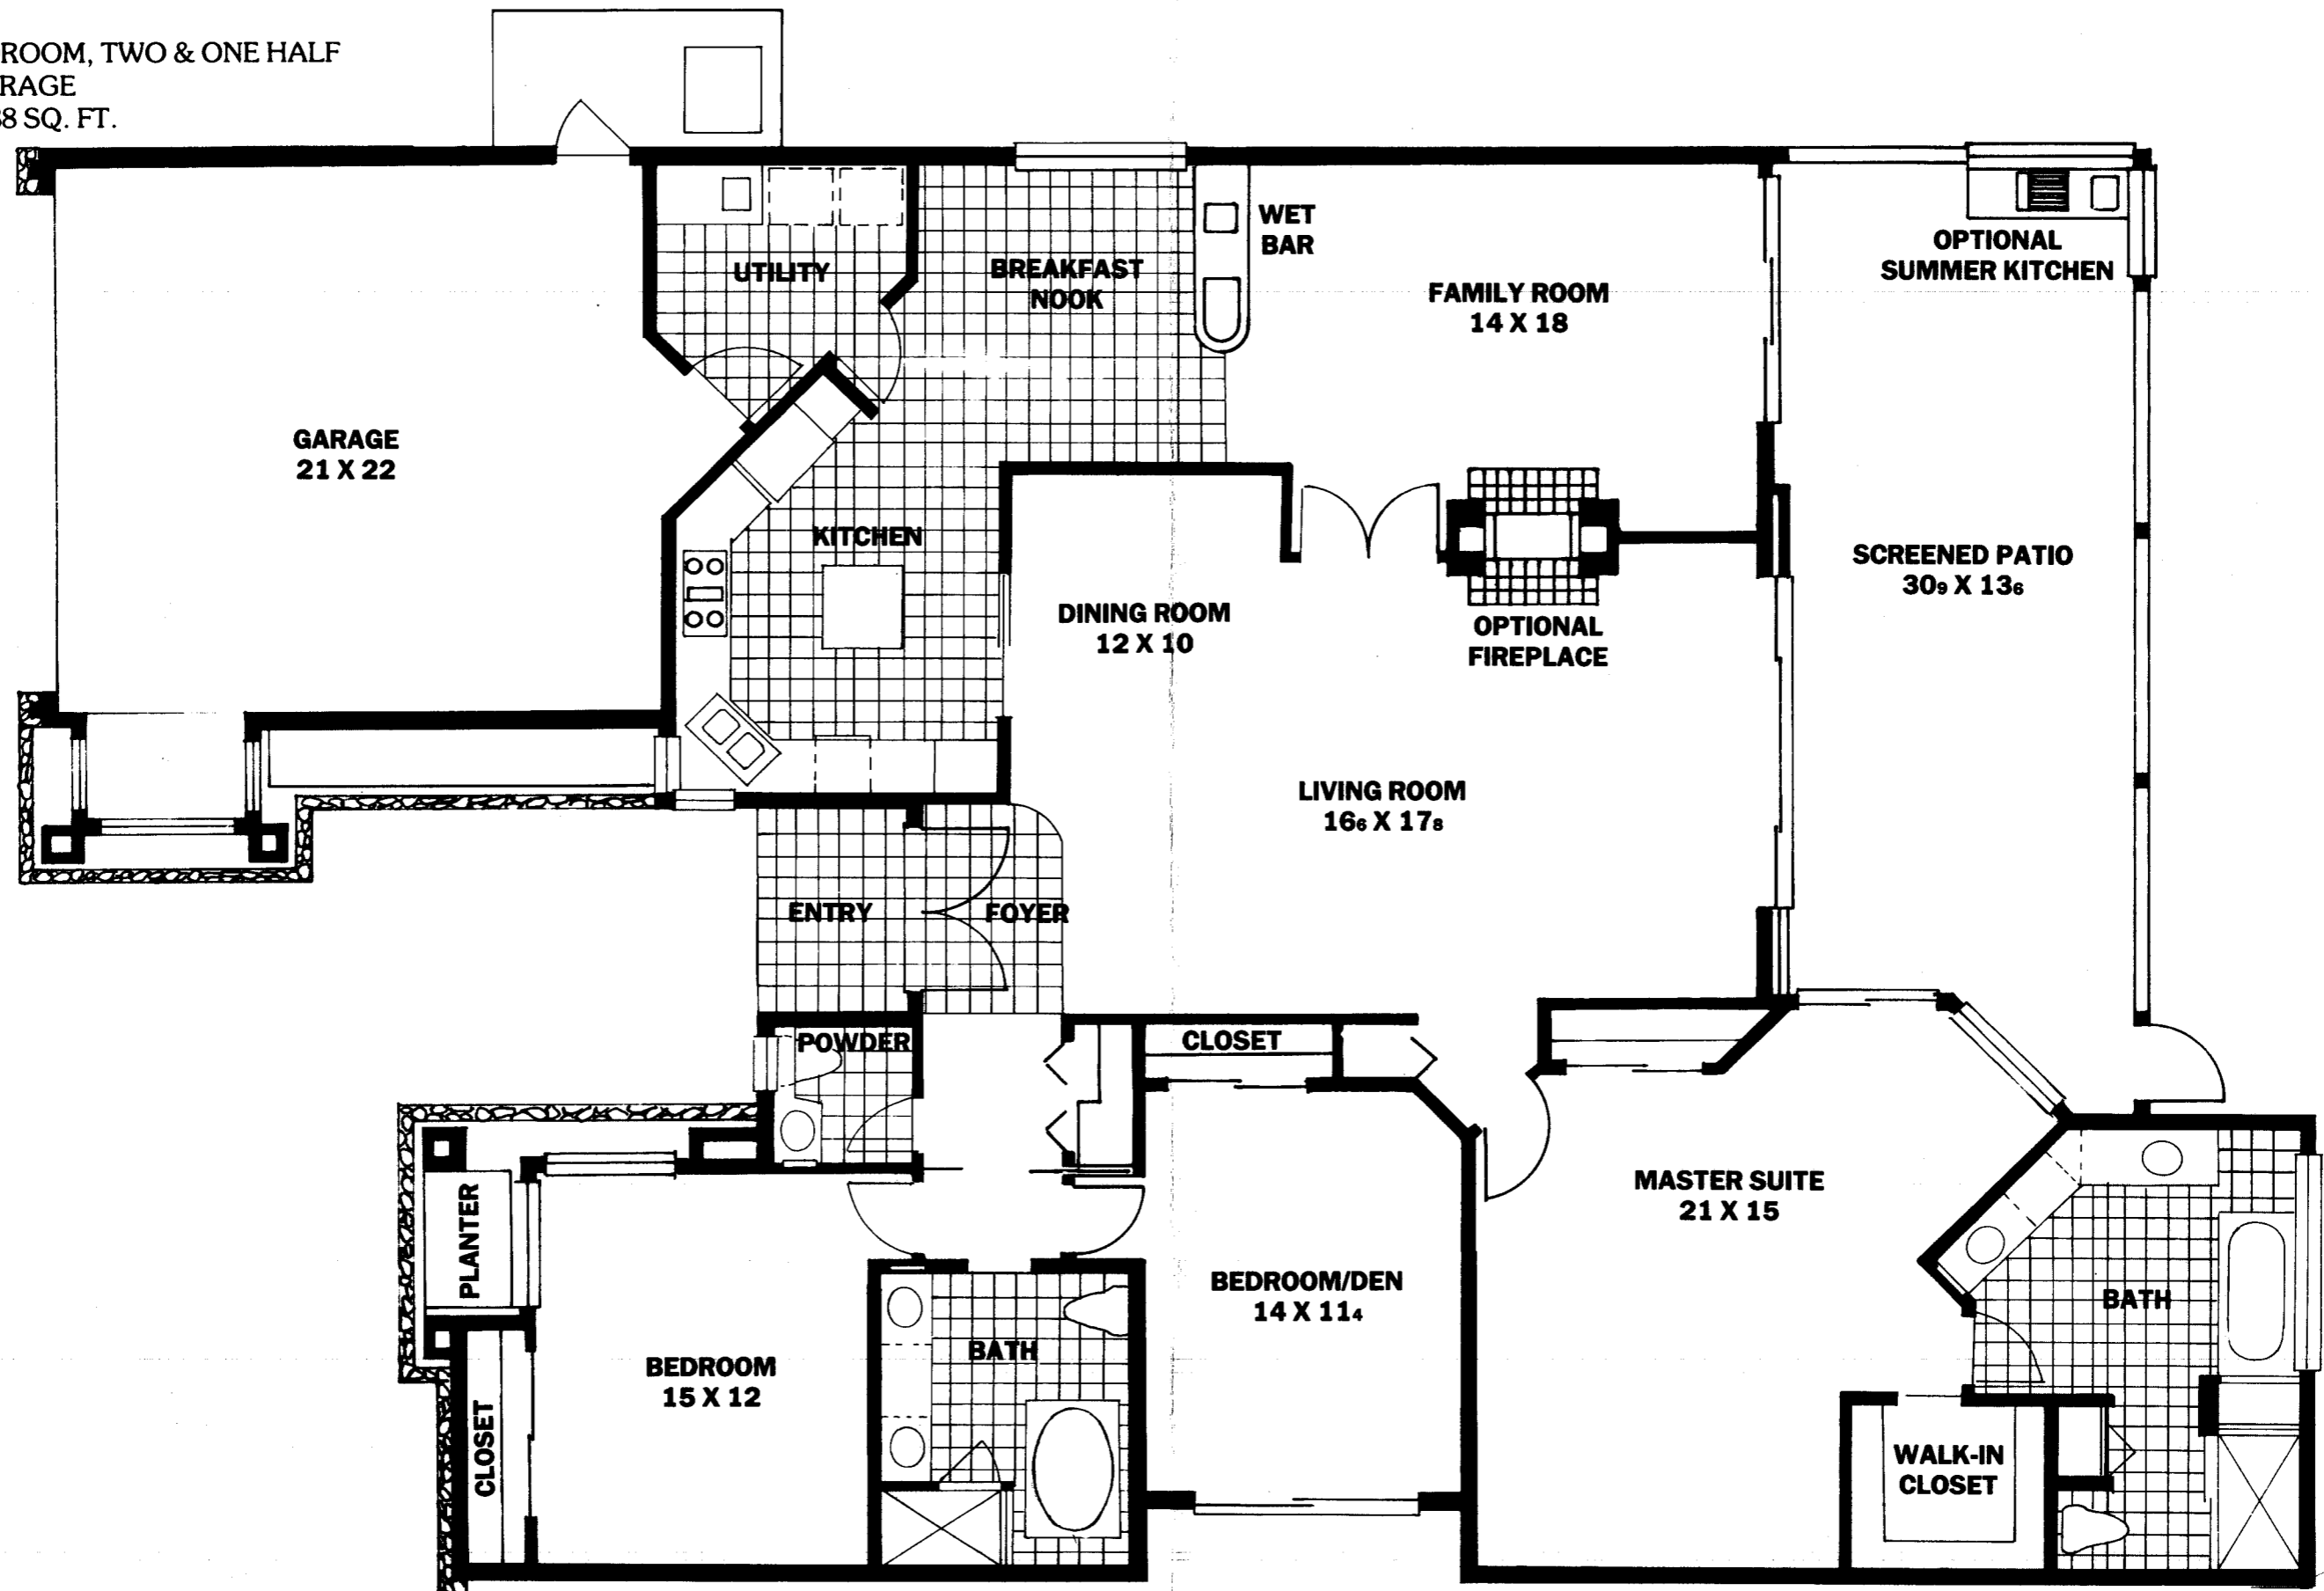 ROOM, TWO & ONE HALF
RAGE
8 SQ. FT.
WET
BAR
OPTIONAL
SUMMER KITCHEN
UTILITY
BREAKFAST
NOOK
FAMILY ROOM
14 X 18
GARAGE
21 X 22
KITCHEN
SCREENED PATIO
309 X 136
DINING ROOM
12 X 10
OPTIONAL
FIREPLACE
LIVING ROOM
166 X 178
ENTRY
FOYER
POWDER
CLOSET
MASTER SUITE
21 X 15
PLANTER
BEDROOM/DEN
14 X 114
BATH
BATH
BEDROOM
15 X 12
CLOSET
WALK-IN
CLOSET